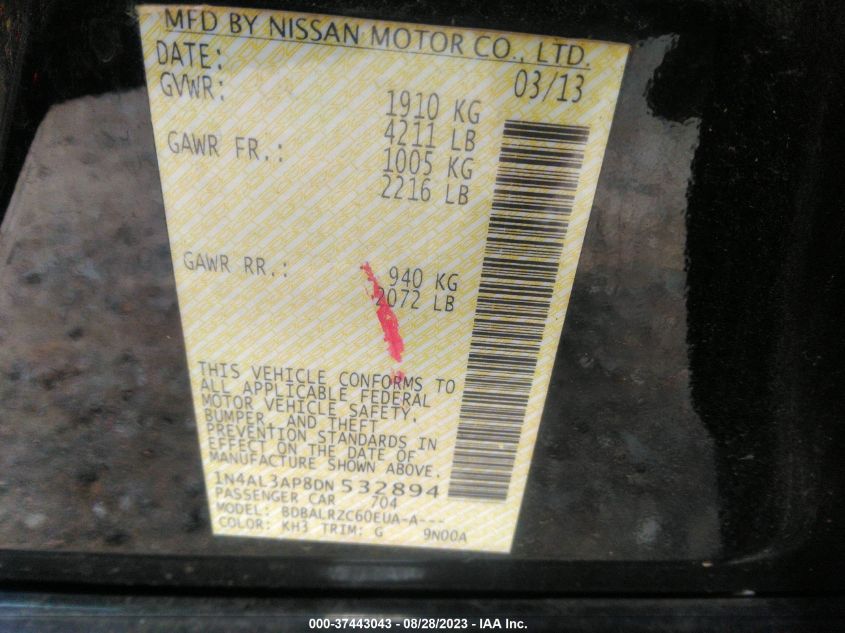 MFD BY NISSAN MOTOR CO., LTD.
DATE: 03/13
GVWR: 1910 KG
4211 LB
GAWR FR.: 1005 KG
2216 LB
GAWR RR.: 940 KG
2072 LB
THIS VEHICLE CONFORMS TO
ALL APPLICABLE FEDERAL
MOTOR VEHICLE SAFETY,
BUMPER, AND THEFT
PREVENTION STANDARDS IN
EFFECT ON THE DATE OF
MANUFACTURE SHOWN ABOVE.
1N4AL3AP8DN 532894
PASSENGER CAR 704
MODEL: BDBALRZC60EUA-A---
COLOR: KH3 TRIM: G 9N00A
000-37443043 / 08/28/2023 - IAA Inc.